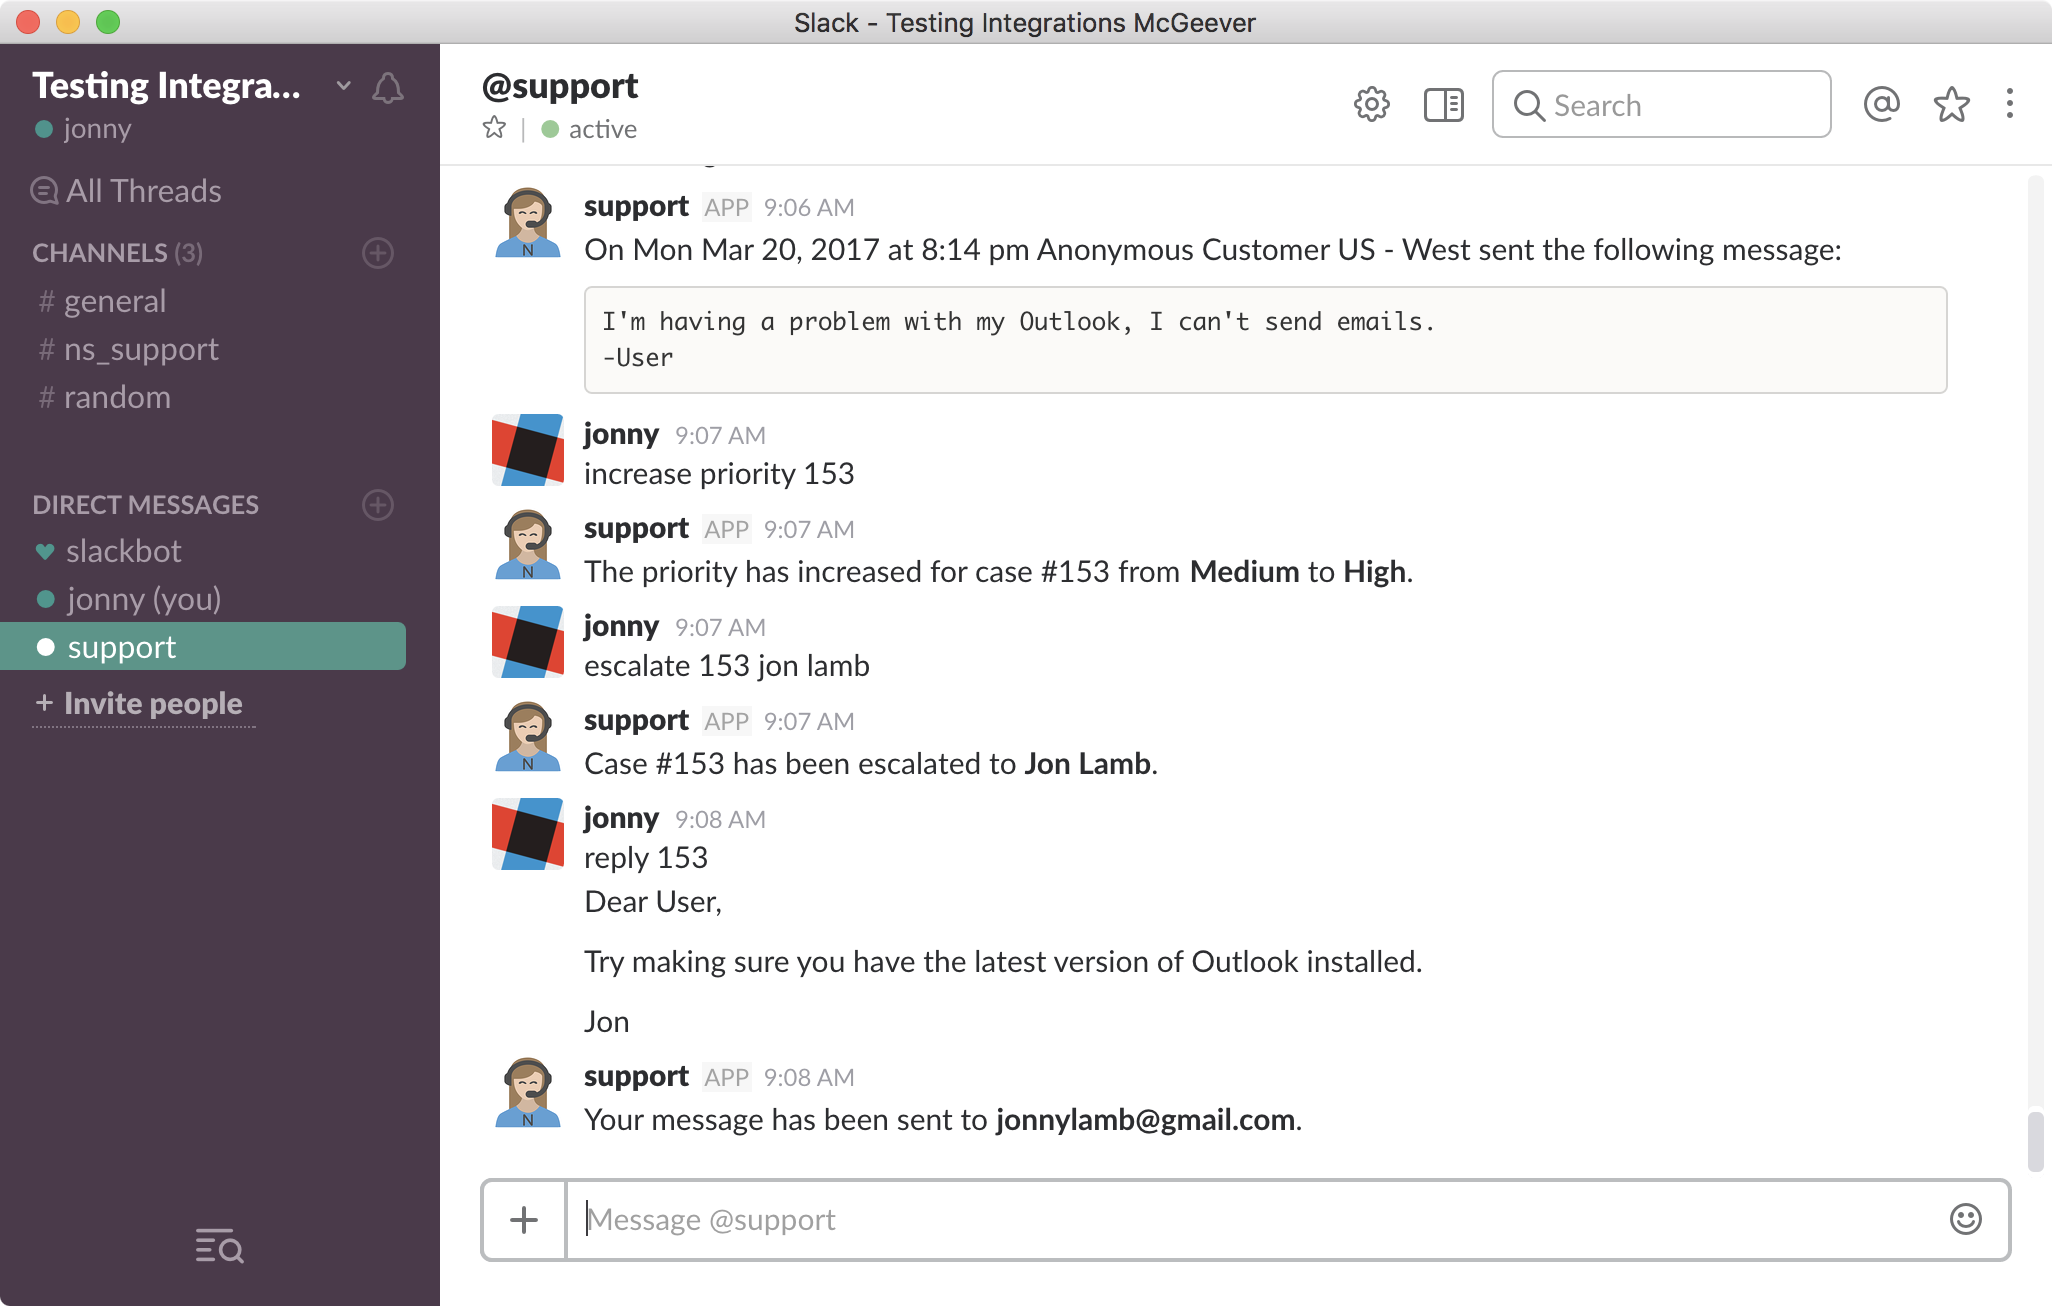 Slack - Testing Integrations McGeever
Testing Integra...
jonny
All Threads
CHANNELS (3)
# general
# ns_support
# random
DIRECT MESSAGES
slackbot
jonny (you)
support
+ Invite people
@support
active
Search
support APP 9:06 AM
On Mon Mar 20, 2017 at 8:14 pm Anonymous Customer US - West sent the following message:
I'm having a problem with my Outlook, I can't send emails.
-User
jonny 9:07 AM
increase priority 153
support APP 9:07 AM
The priority has increased for case #153 from Medium to High.
jonny 9:07 AM
escalate 153 jon lamb
support APP 9:07 AM
Case #153 has been escalated to Jon Lamb.
jonny 9:08 AM
reply 153
Dear User,
Try making sure you have the latest version of Outlook installed.
Jon
support APP 9:08 AM
Your message has been sent to jonnylamb@gmail.com.
Message @support